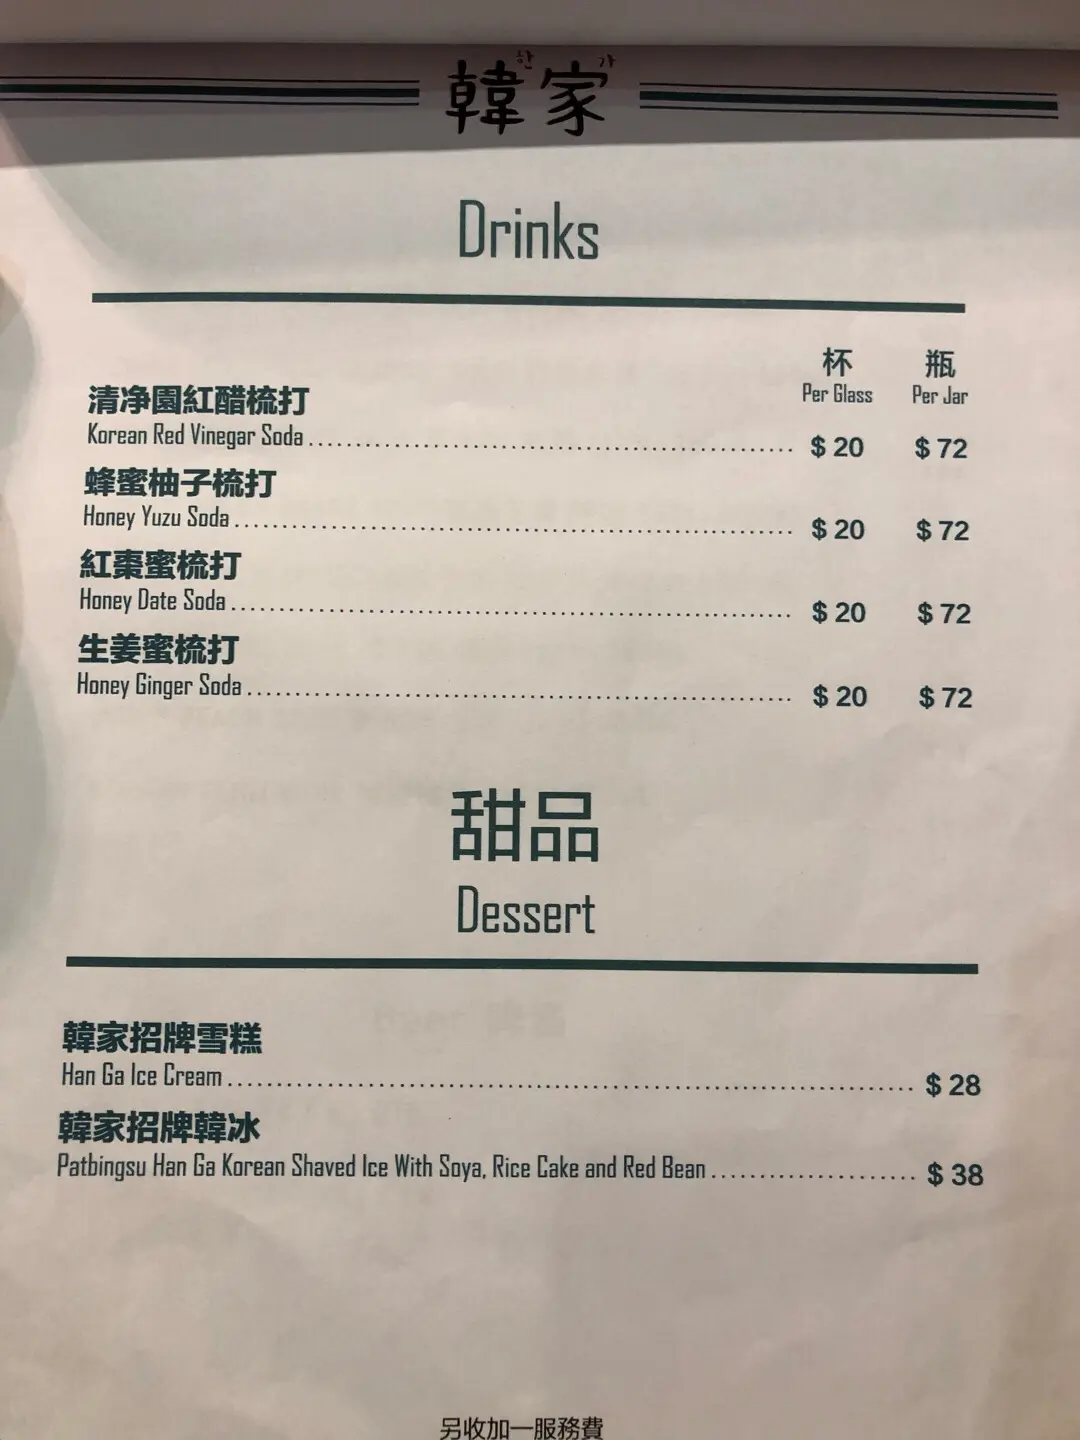 韓家
한 가
Drinks
杯 瓶
Per Glass Per Jar
清净園紅醋梳打
Korean Red Vinegar Soda ........ $ 20 $ 72
蜂蜜柚子梳打
Honey Yuzu Soda ........ $ 20 $ 72
紅棗蜜梳打
Honey Date Soda ........ $ 20 $ 72
生姜蜜梳打
Honey Ginger Soda ........ $ 20 $ 72
甜品
Dessert
韓家招牌雪糕
Han Ga Ice Cream ........ $ 28
韓家招牌韓冰
Patbingsu Han Ga Korean Shaved Ice With Soya, Rice Cake and Red Bean ........ $ 38
另收加一服務費